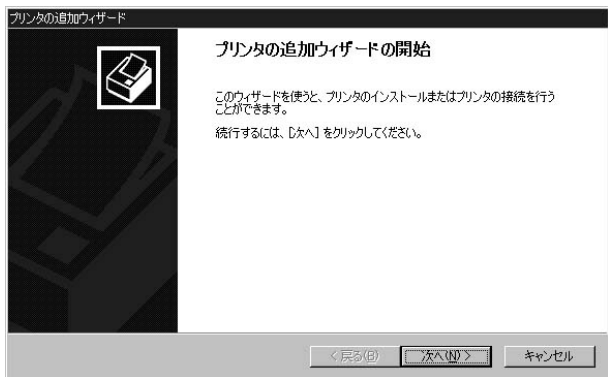 プリンタの追加ウィザード
プリンタの追加ウィザードの開始
このウィザードを使うと、プリンタのインストールまたはプリンタの接続を行う
ことができます。
続行するには、[次へ] をクリックしてください。
< 戻る(B)
次へ(N) >
キャンセル